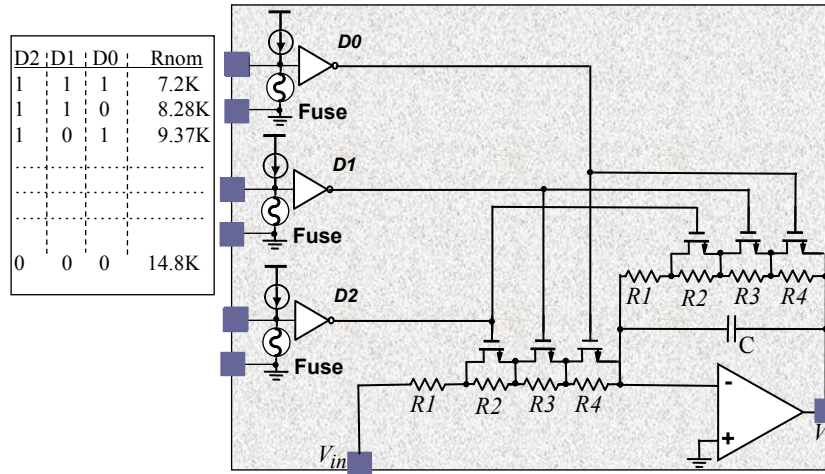 D2 D1 D0 Rnom
1 1 1 7.2K
1 1 0 8.28K
1 0 1 9.37K
0 0 0 14.8K
D0
Fuse
D1
Fuse
D2
Fuse
R1 R2 R3 R4
C
R1 R2 R3 R4
-
+
Vin
V